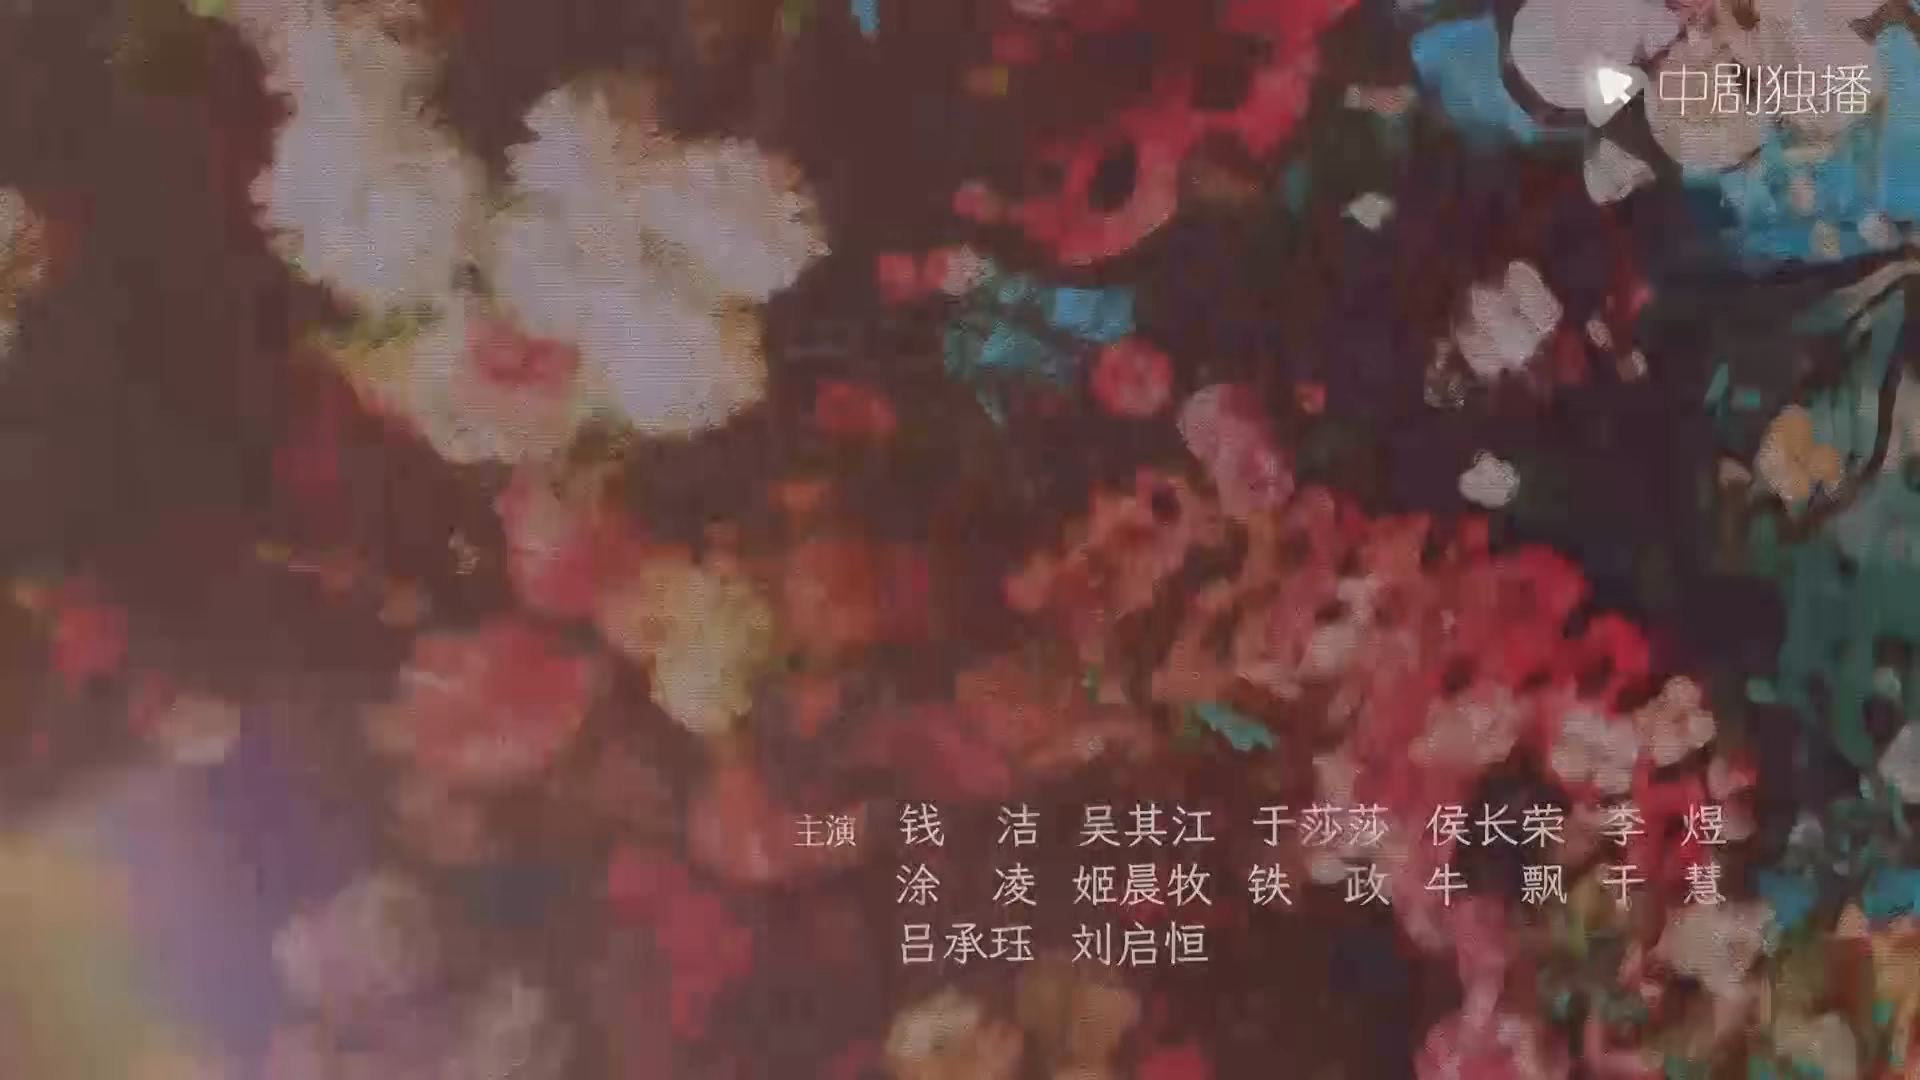 中剧独播
主演 钱洁 吴其江 于莎莎 侯长荣 李煜
涂凌 姬晨牧 铁政 牛飘 于慧
吕承珏 刘启恒